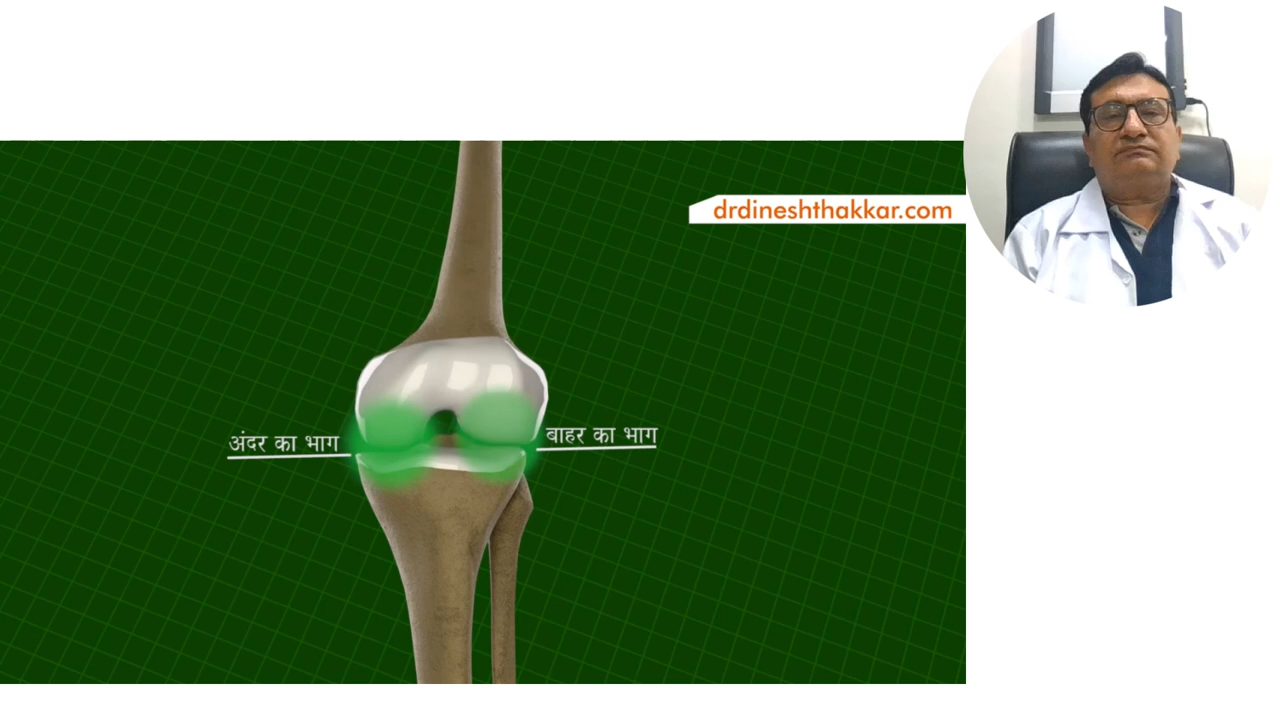 drdineshthakkar.com
अंदर का भाग
बाहर का भाग